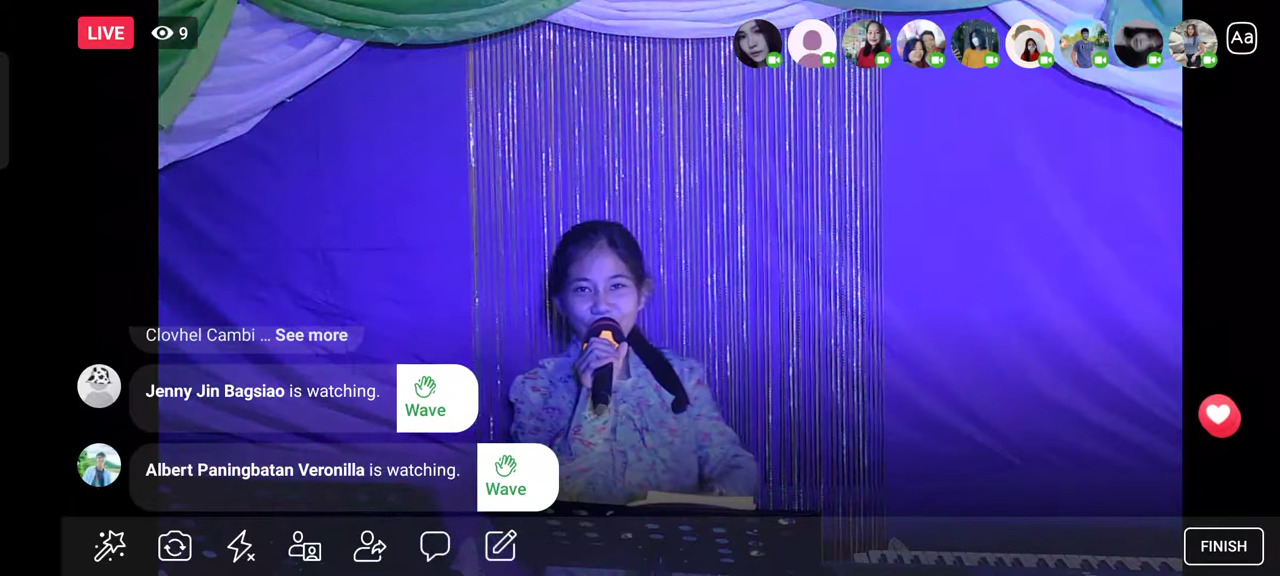 LIVE
9
Aa
Clovhel Cambi ... See more
Jenny Jin Bagsiao is watching.
Wave
Albert Paningbatan Veronilla is watching.
Wave
FINISH